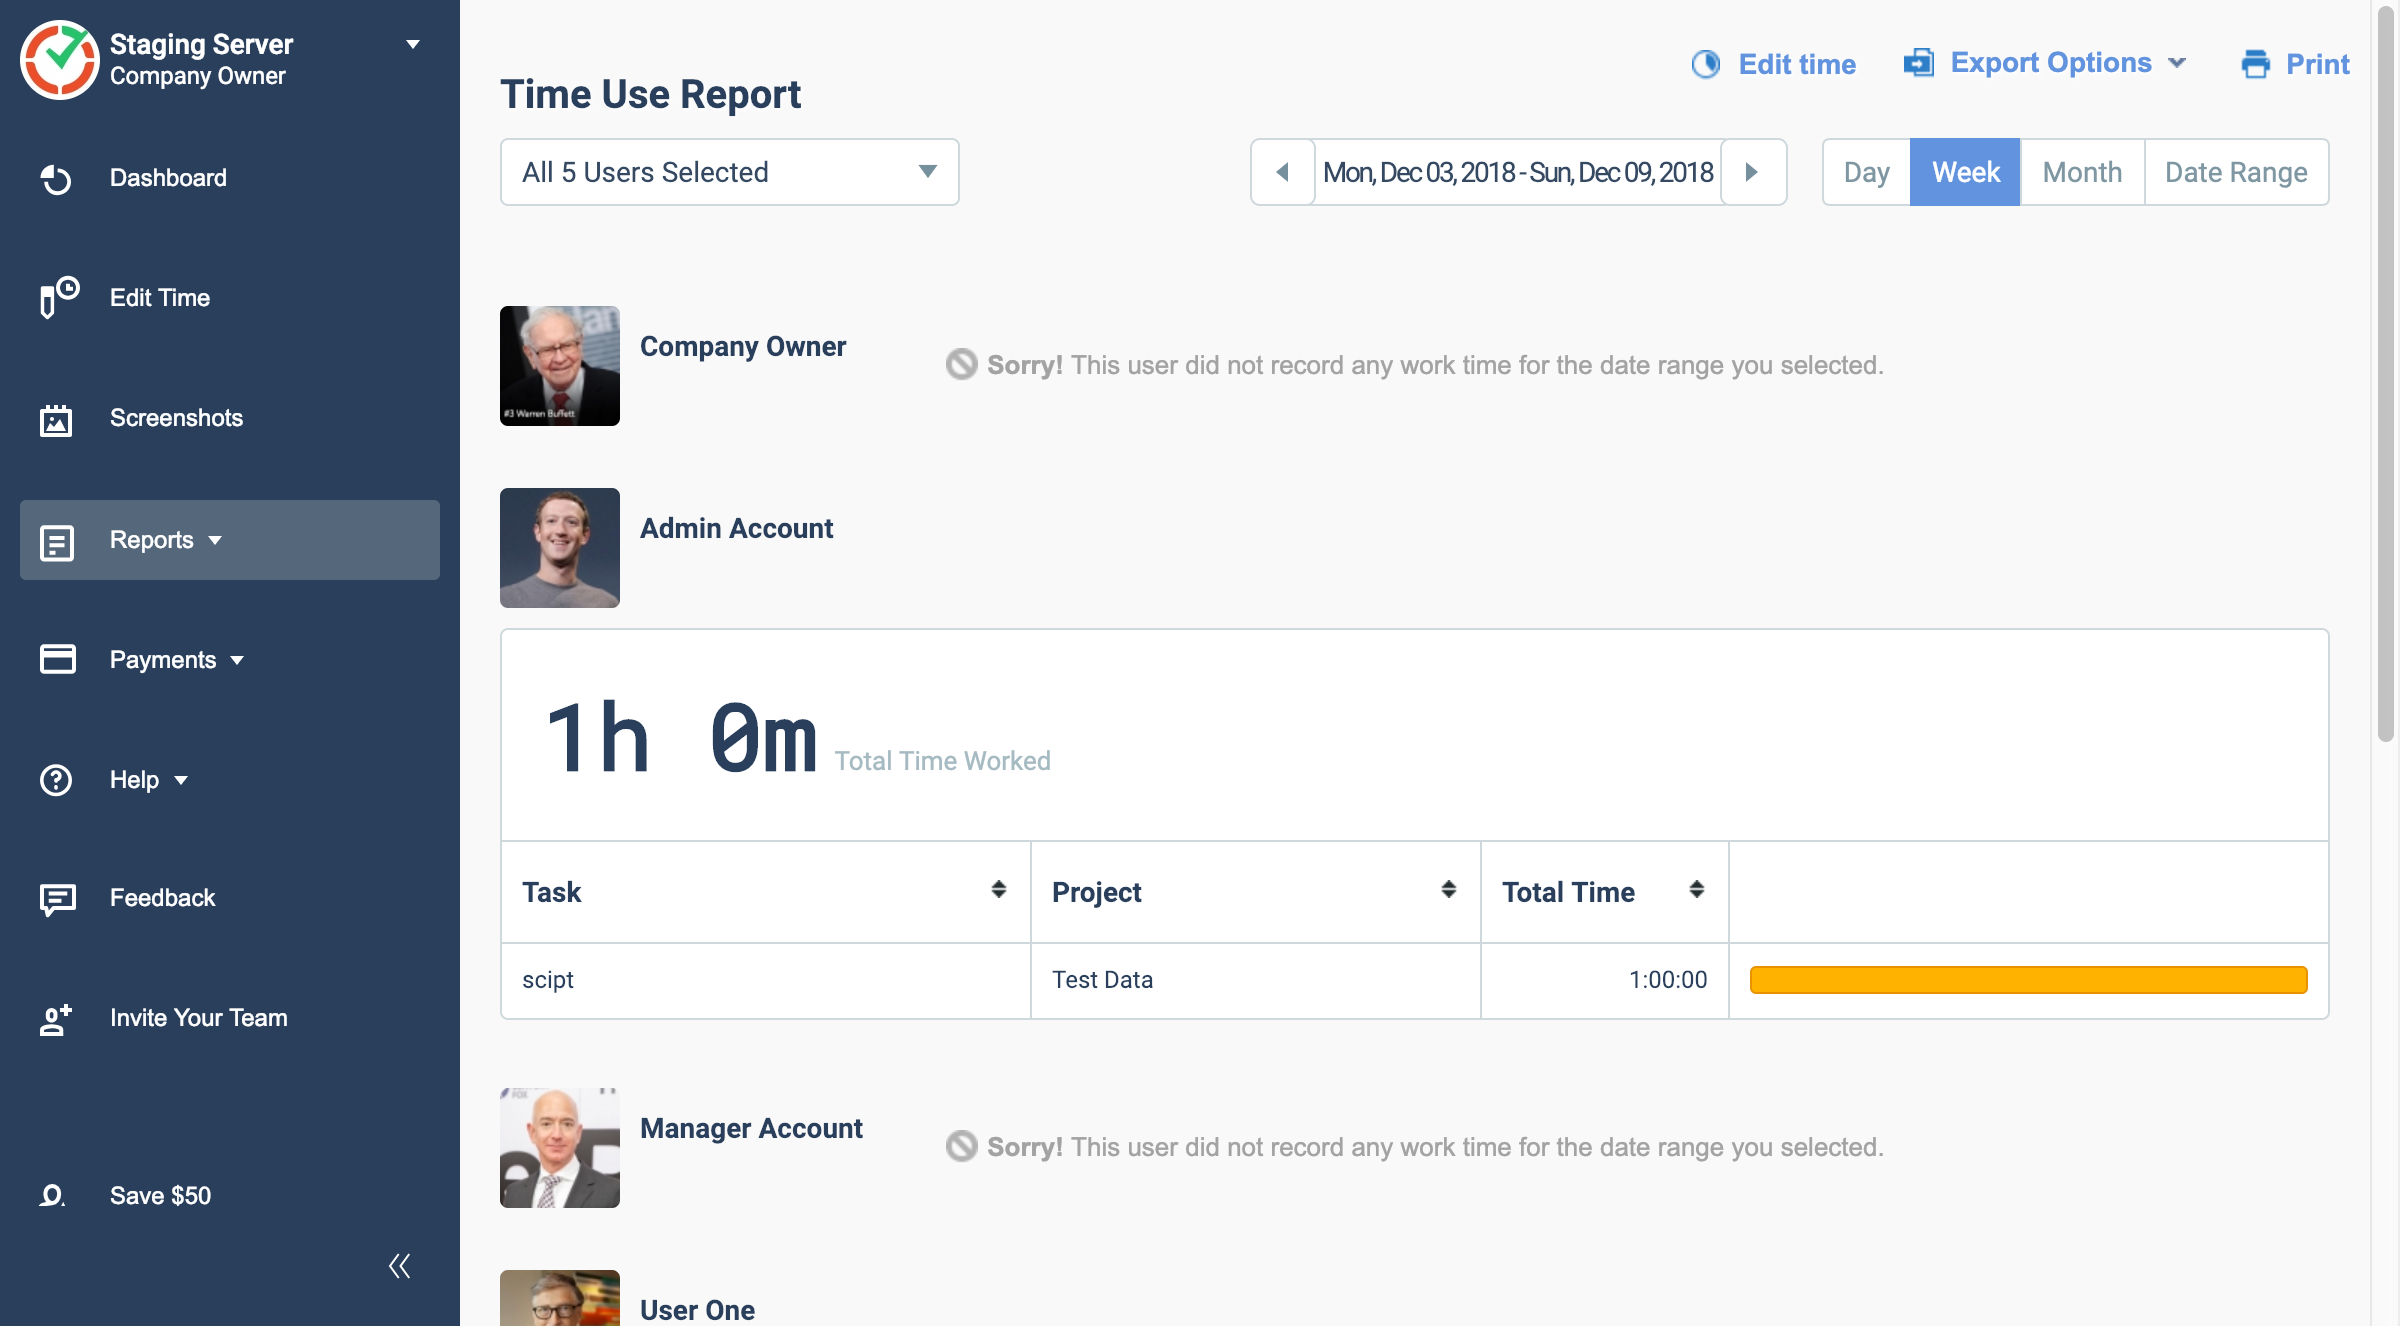 Staging Server
Company Owner
Dashboard
Edit Time
Screenshots
Reports
Payments
Help
Feedback
Invite Your Team
Save $50
Edit time
Export Options
Print
Time Use Report
All 5 Users Selected
Mon, Dec 03, 2018 - Sun, Dec 09, 2018
Day
Week
Month
Date Range
#3 Warren Buffett
Company Owner
Sorry! This user did not record any work time for the date range you selected.
Admin Account
1h 0m Total Time Worked
Task
Project
Total Time
scipt
Test Data
1:00:00
FOX
Manager Account
Sorry! This user did not record any work time for the date range you selected.
User One